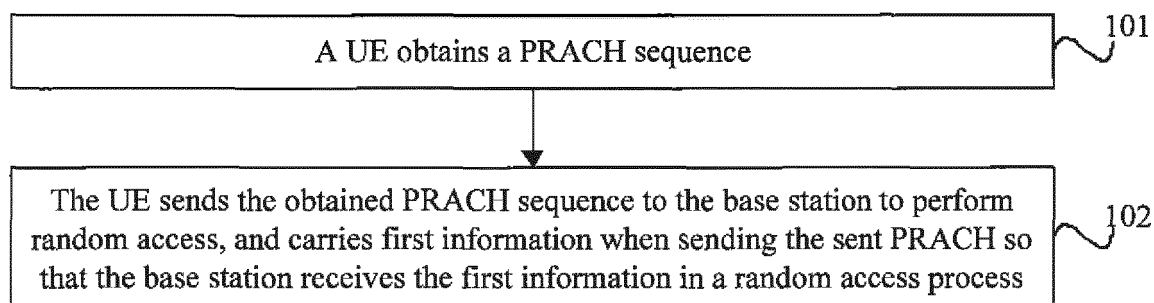 A UE obtains a PRACH sequence
101
The UE sends the obtained PRACH sequence to the base station to perform
random access, and carries first information when sending the sent PRACH so
that the base station receives the first information in a random access process
102